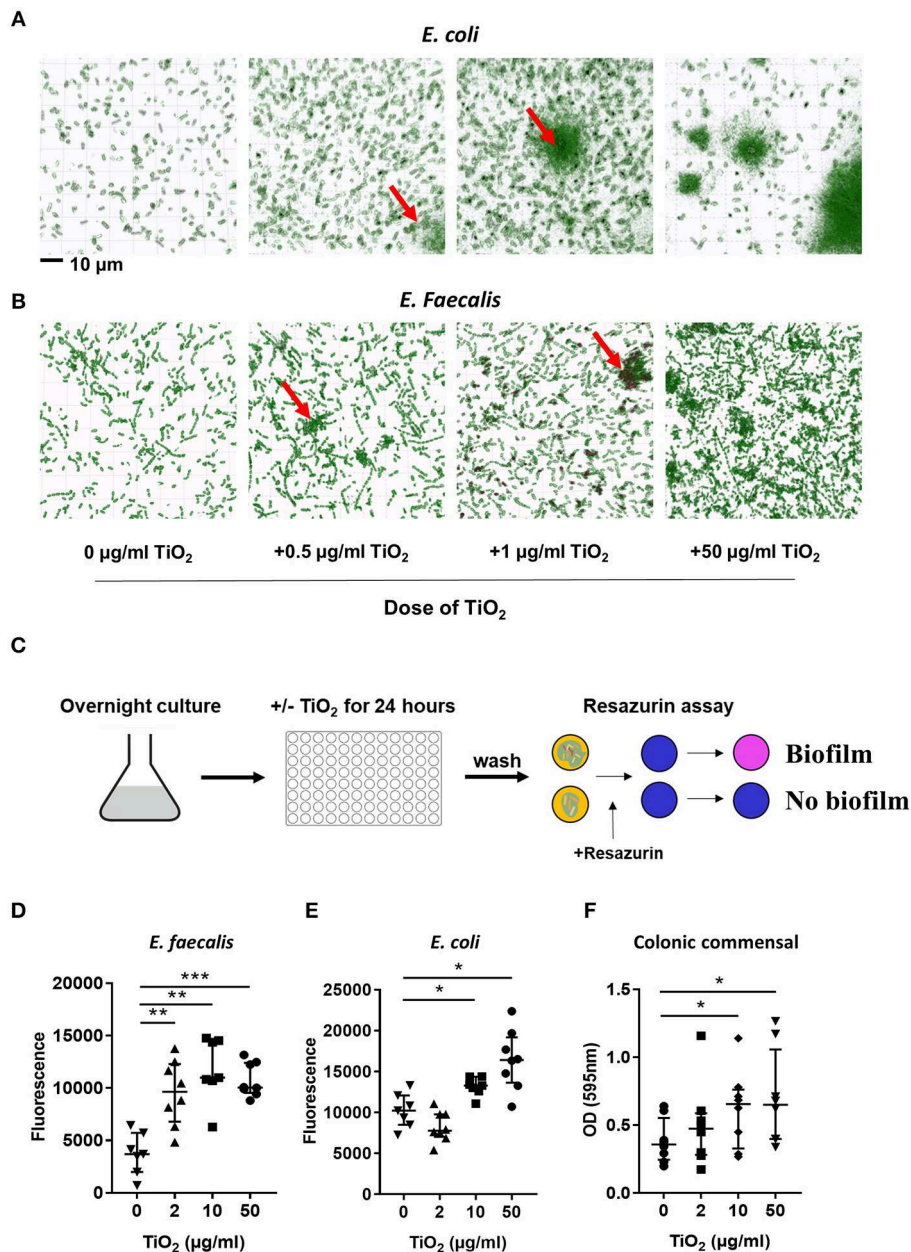 A
E. coli
10 µm
B
E. Faecalis
0 µg/ml TiO₂ +0.5 µg/ml TiO₂ +1 µg/ml TiO₂ +50 µg/ml TiO₂
Dose of TiO₂
C
Overnight culture +/- TiO₂ for 24 hours Resazurin assay
wash
Biofilm
No biofilm
+Resazurin
D
E. faecalis
***
**
**
20000
15000
10000
5000
0
Fluorescence
0 2 10 50
TiO₂ (µg/ml)
E
E. coli
*
*
25000
20000
15000
10000
5000
0
Fluorescence
0 2 10 50
TiO₂ (µg/ml)
F
Colonic commensal
*
*
1.5
1.0
0.5
0.0
OD (595nm)
0 2 10 50
TiO₂ (µg/ml)